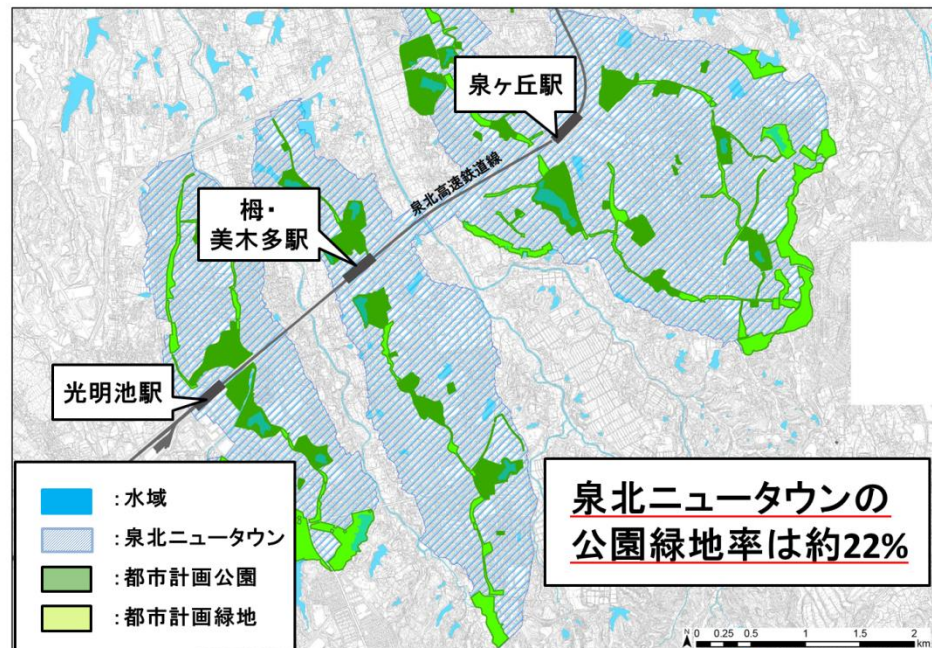 泉ヶ丘駅
泉北高速鉄道線
栂・
美木多駅
光明池駅
:水域
:泉北ニュータウン
:都市計画公園
:都市計画緑地
泉北ニュータウンの
公園緑地率は約22%
N
0 0.25 0.5 1 1.5 2
km